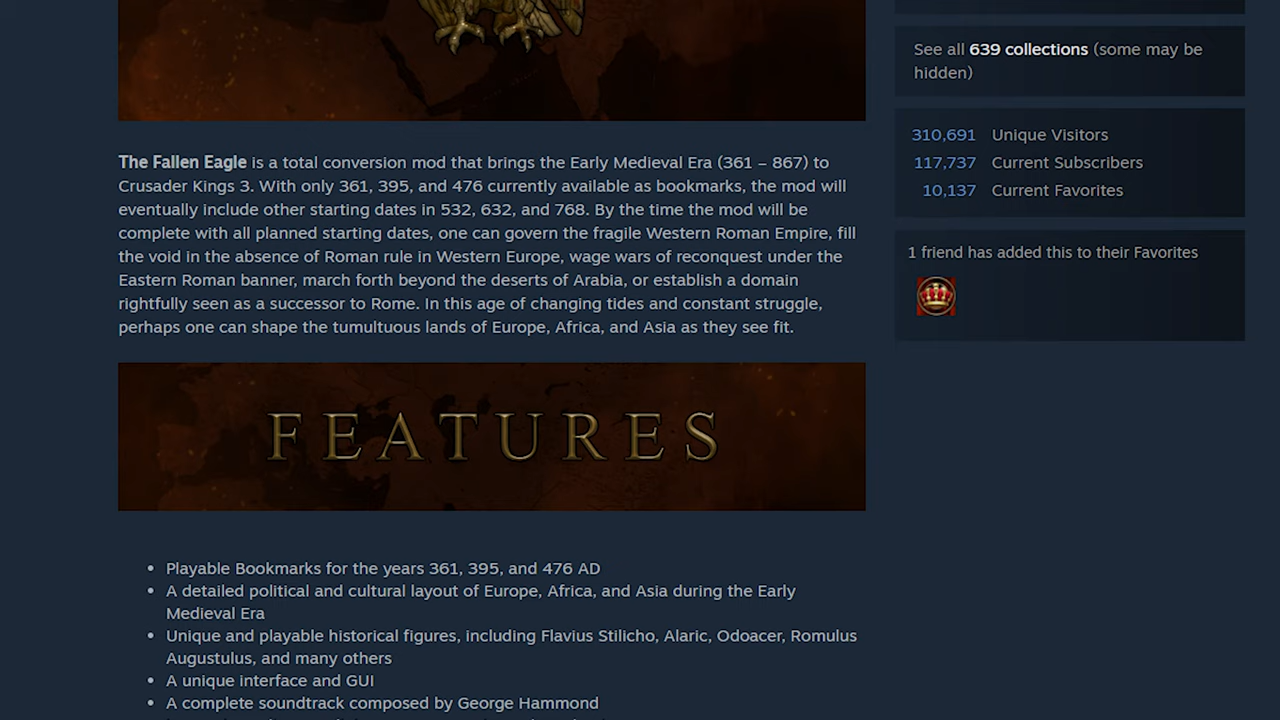 The Fallen Eagle is a total conversion mod that brings the Early Medieval Era (361 – 867) to
Crusader Kings 3. With only 361, 395, and 476 currently available as bookmarks, the mod will
eventually include other starting dates in 532, 632, and 768. By the time the mod will be
complete with all planned starting dates, one can govern the fragile Western Roman Empire, fill
the void in the absence of Roman rule in Western Europe, wage wars of reconquest under the
Eastern Roman banner, march forth beyond the deserts of Arabia, or establish a domain
rightfully seen as a successor to Rome. In this age of changing tides and constant struggle,
perhaps one can shape the tumultuous lands of Europe, Africa, and Asia as they see fit.
FEATURES
• Playable Bookmarks for the years 361, 395, and 476 AD
• A detailed political and cultural layout of Europe, Africa, and Asia during the Early
Medieval Era
• Unique and playable historical figures, including Flavius Stilicho, Alaric, Odoacer, Romulus
Augustulus, and many others
• A unique interface and GUI
• A complete soundtrack composed by George Hammond
See all 639 collections (some may be
hidden)
310,691 Unique Visitors
117,737 Current Subscribers
10,137 Current Favorites
1 friend has added this to their Favorites